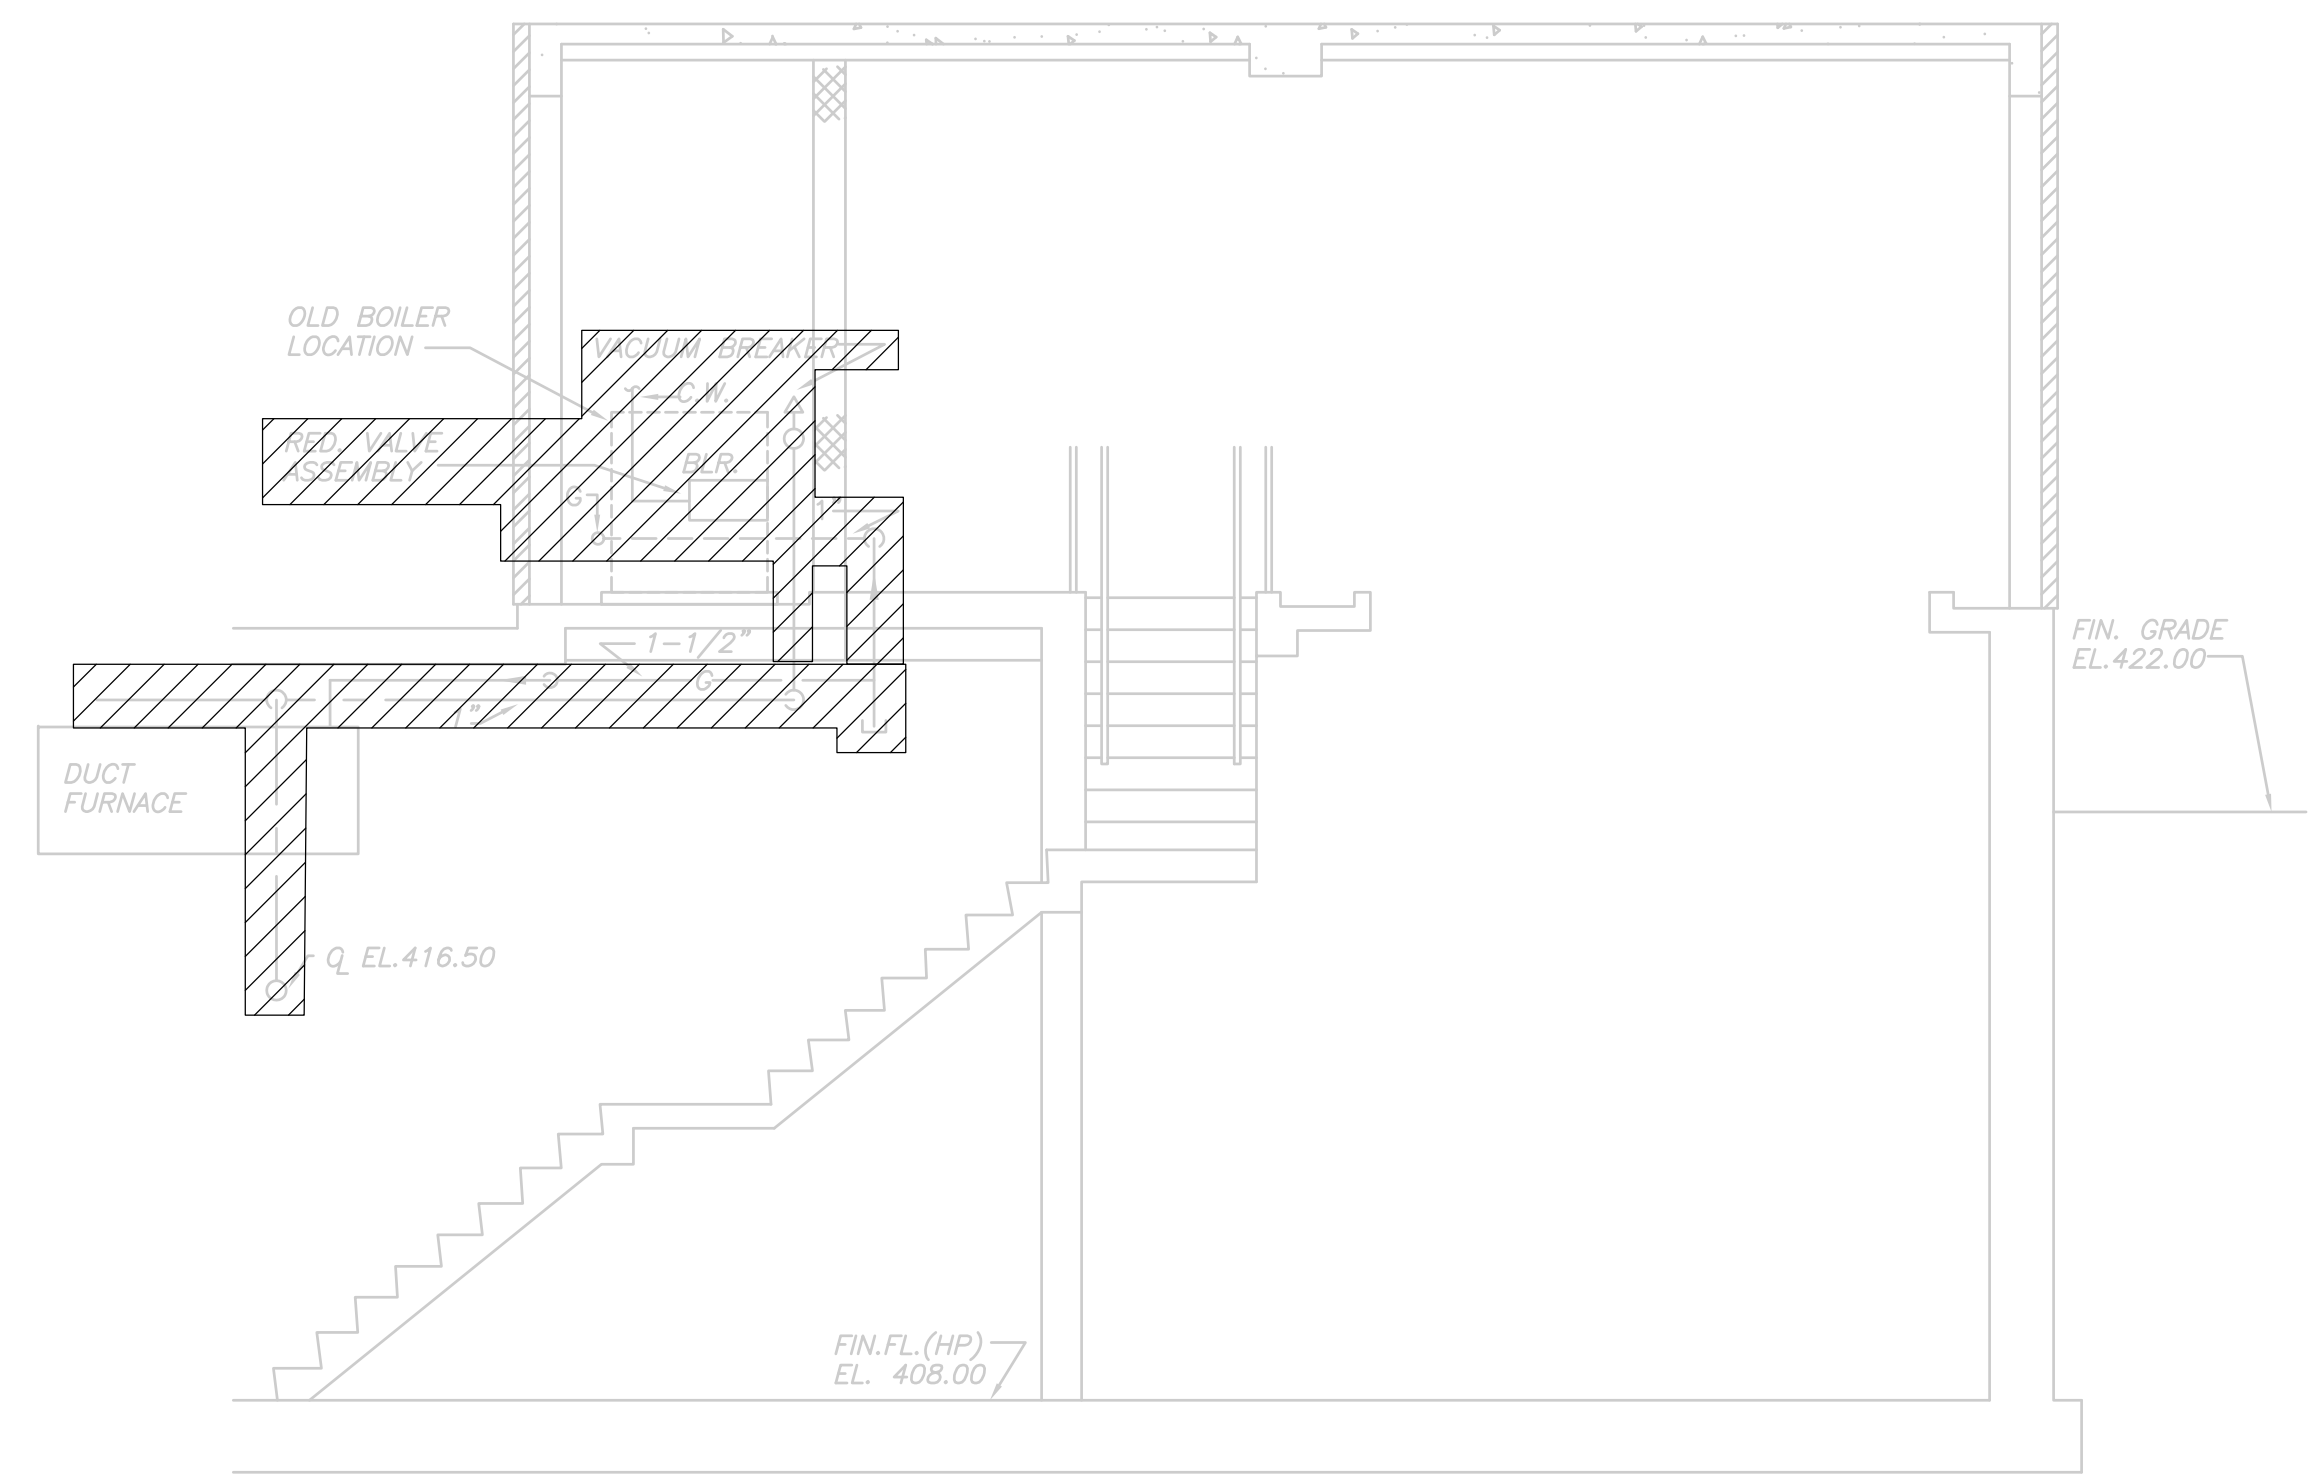 OLD BOILER
LOCATION
VACUUM BREAKER
C.W.
RED. VALVE
ASSEMBLY
BLR.
G
1"
FIN. GRADE
EL.422.00
1-1/2"
G
G
1"
DUCT
FURNACE
EL.416.50
FIN.FL.(HP)
EL. 408.00